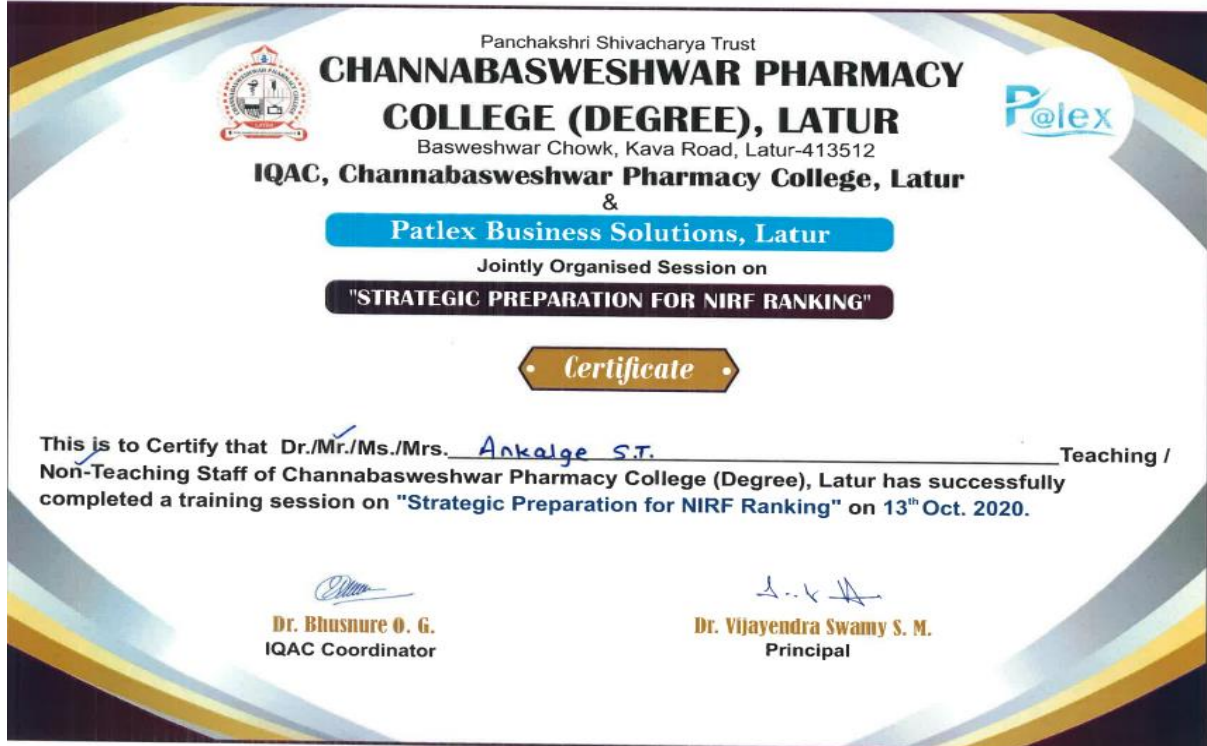 Panchakshri Shivacharya Trust
CHANNABASWESHWAR PHARMACY
COLLEGE (DEGREE), LATUR
P@lex
Basweshwar Chowk, Kava Road, Latur-413512
IQAC, Channabasweshwar Pharmacy College, Latur
&
Patlex Business Solutions, Latur
Jointly Organised Session on
"STRATEGIC PREPARATION FOR NIRF RANKING"
Certificate
This is to Certify that Dr./Mr./Ms./Mrs. Ankalge S.T. Teaching /
Non-Teaching Staff of Channabasweshwar Pharmacy College (Degree), Latur has successfully
completed a training session on "Strategic Preparation for NIRF Ranking" on 13th Oct. 2020.
Dr. Bhusnure O. G.
IQAC Coordinator
Dr. Vijayendra Swamy S. M.
Principal